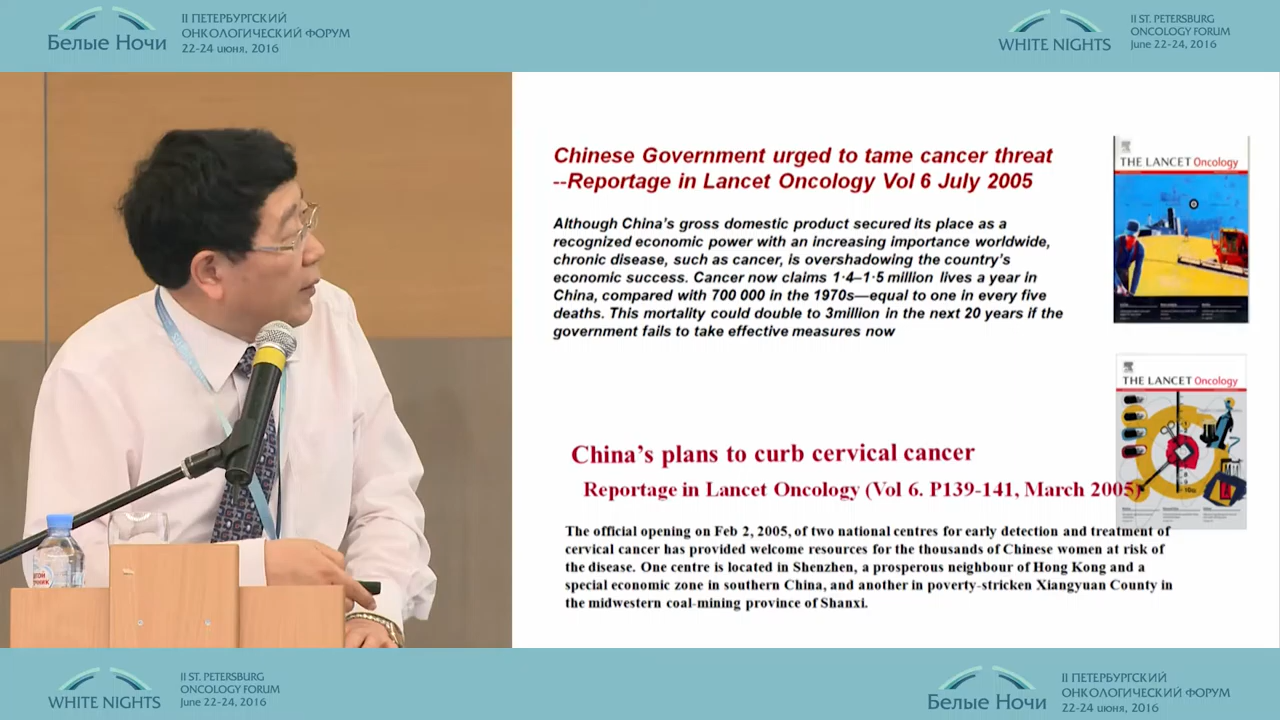 Белые Ночи
II ПЕТЕРБУРГСКИЙ
ОНКОЛОГИЧЕСКИЙ ФОРУМ
22-24 июня, 2016
WHITE NIGHTS
II ST. PETERSBURG
ONCOLOGY FORUM
June 22-24, 2016
Chinese Government urged to tame cancer threat
--Reportage in Lancet Oncology Vol 6 July 2005
Although China's gross domestic product secured its place as a
recognized economic power with an increasing importance worldwide,
chronic disease, such as cancer, is overshadowing the country's
economic success. Cancer now claims 1·4–1·5 million lives a year in
China, compared with 700 000 in the 1970s—equal to one in every five
deaths. This mortality could double to 3million in the next 20 years if the
government fails to take effective measures now
THE LANCET Oncology
THE LANCET Oncology
China's plans to curb cervical cancer
Reportage in Lancet Oncology (Vol 6. P139-141, March 2005)
The official opening on Feb 2, 2005, of two national centres for early detection and treatment of
cervical cancer has provided welcome resources for the thousands of Chinese women at risk of
the disease. One centre is located in Shenzhen, a prosperous neighbour of Hong Kong and a
special economic zone in southern China, and another in poverty-stricken Xiangyuan County in
the midwestern coal-mining province of Shanxi.
WHITE NIGHTS
II ST. PETERSBURG
ONCOLOGY FORUM
June 22-24, 2016
Белые Ночи
II ПЕТЕРБУРГСКИЙ
ОНКОЛОГИЧЕСКИЙ ФОРУМ
22-24 июня, 2016